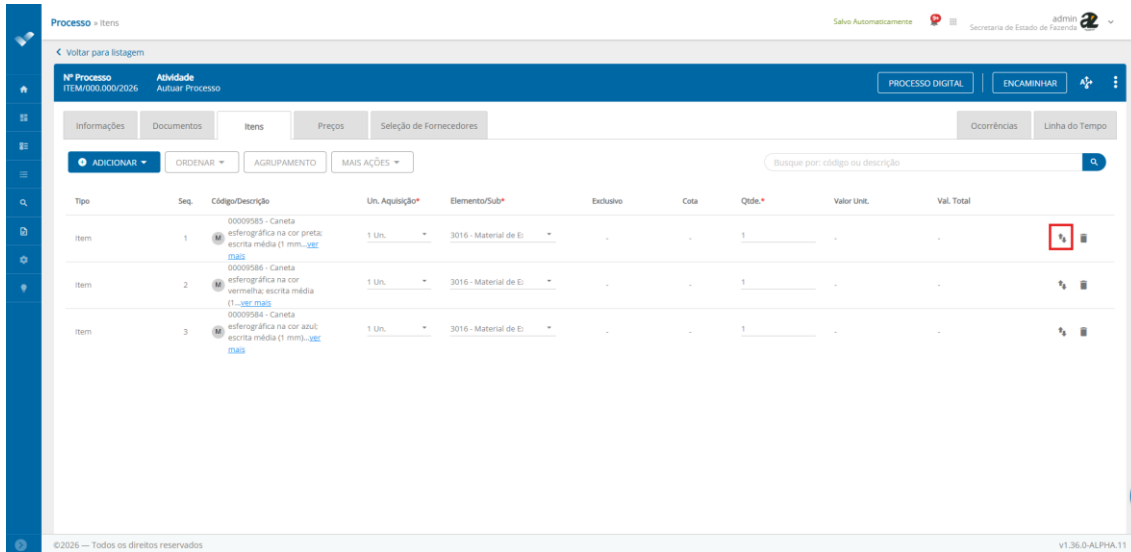 Processo » Itens
Salvo Automaticamente
9+
admin
Secretaria de Estado de Fazenda
Voltar para listagem
Nº Processo
ITEM/000.000/2026
Atividade
Autuar Processo
PROCESSO DIGITAL
ENCAMINHAR
Informações Documentos Itens Preços Seleção de Fornecedores Ocorrências Linha do Tempo
ADICIONAR ORDENAR AGRUPAMENTO MAIS AÇÕES Busque por: código ou descrição
Tipo Seq. Código/Descrição Un. Aquisição* Elemento/Sub* Exclusivo Cota Qtde.* Valor Unit. Val. Total
00009585 - Caneta
esferográfica na cor preta;
Item 1 M escrita média (1 mm...ver 1 Un. 3016 - Material de E: - - 1 - -
mais
00009586 - Caneta
esferográfica na cor
Item 2 M vermelha; escrita média 1 Un. 3016 - Material de E: - - 1 - -
(1...ver mais
00009584 - Caneta
esferográfica na cor azul;
Item 3 M escrita média (1 mm)...ver 1 Un. 3016 - Material de E: - - 1 - -
mais
©2026 — Todos os direitos reservados
v1.36.0-ALPHA.11